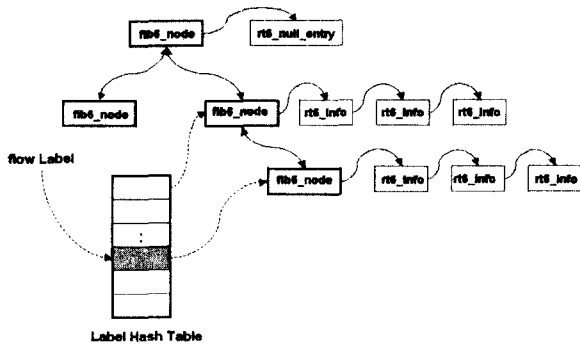 fib6_node
rt6_null_entry
fib6_node
fib6_node
rt6_info
rt6_info
rt6_info
flow Label
fib6_node
rt6_info
rt6_info
rt6_info
:
Label Hash Table